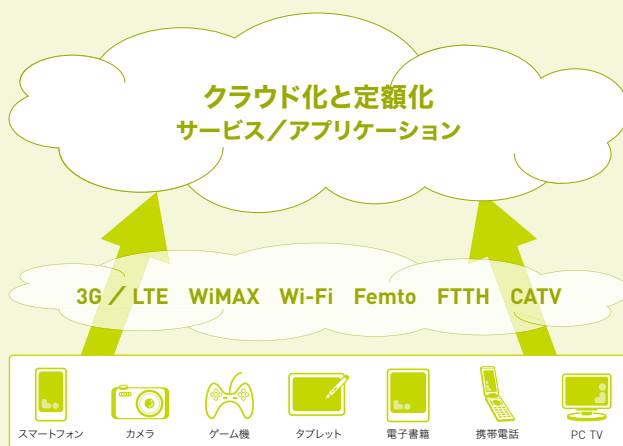 クラウド化と定額化
サービス／アプリケーション
3G ／ LTE WiMAX Wi-Fi Femto FTTH CATV
スマートフォン カメラ ゲーム機 タブレット 電子書籍 携帯電話 PC TV